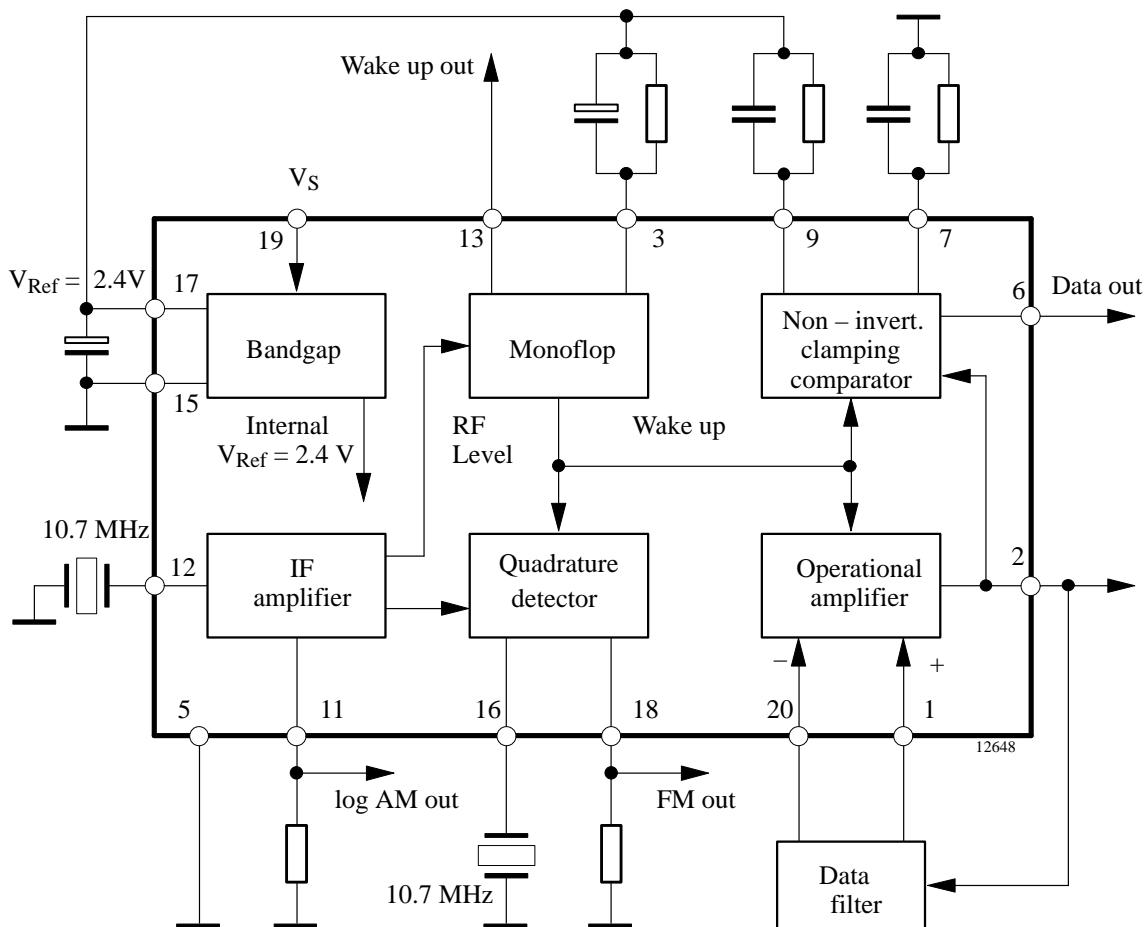 Wake up out
V_S
19
13
3
9
7
V_Ref = 2.4V
17
6
Data out
Bandgap
Monoflop
Non – invert.
clamping
comparator
15
Internal
V_Ref = 2.4 V
RF
Level
Wake up
10.7 MHz
12
IF
amplifier
Quadrature
detector
Operational
amplifier
2
–
+
5
11
16
18
20
1
12648
log AM out
FM out
10.7 MHz
Data
filter